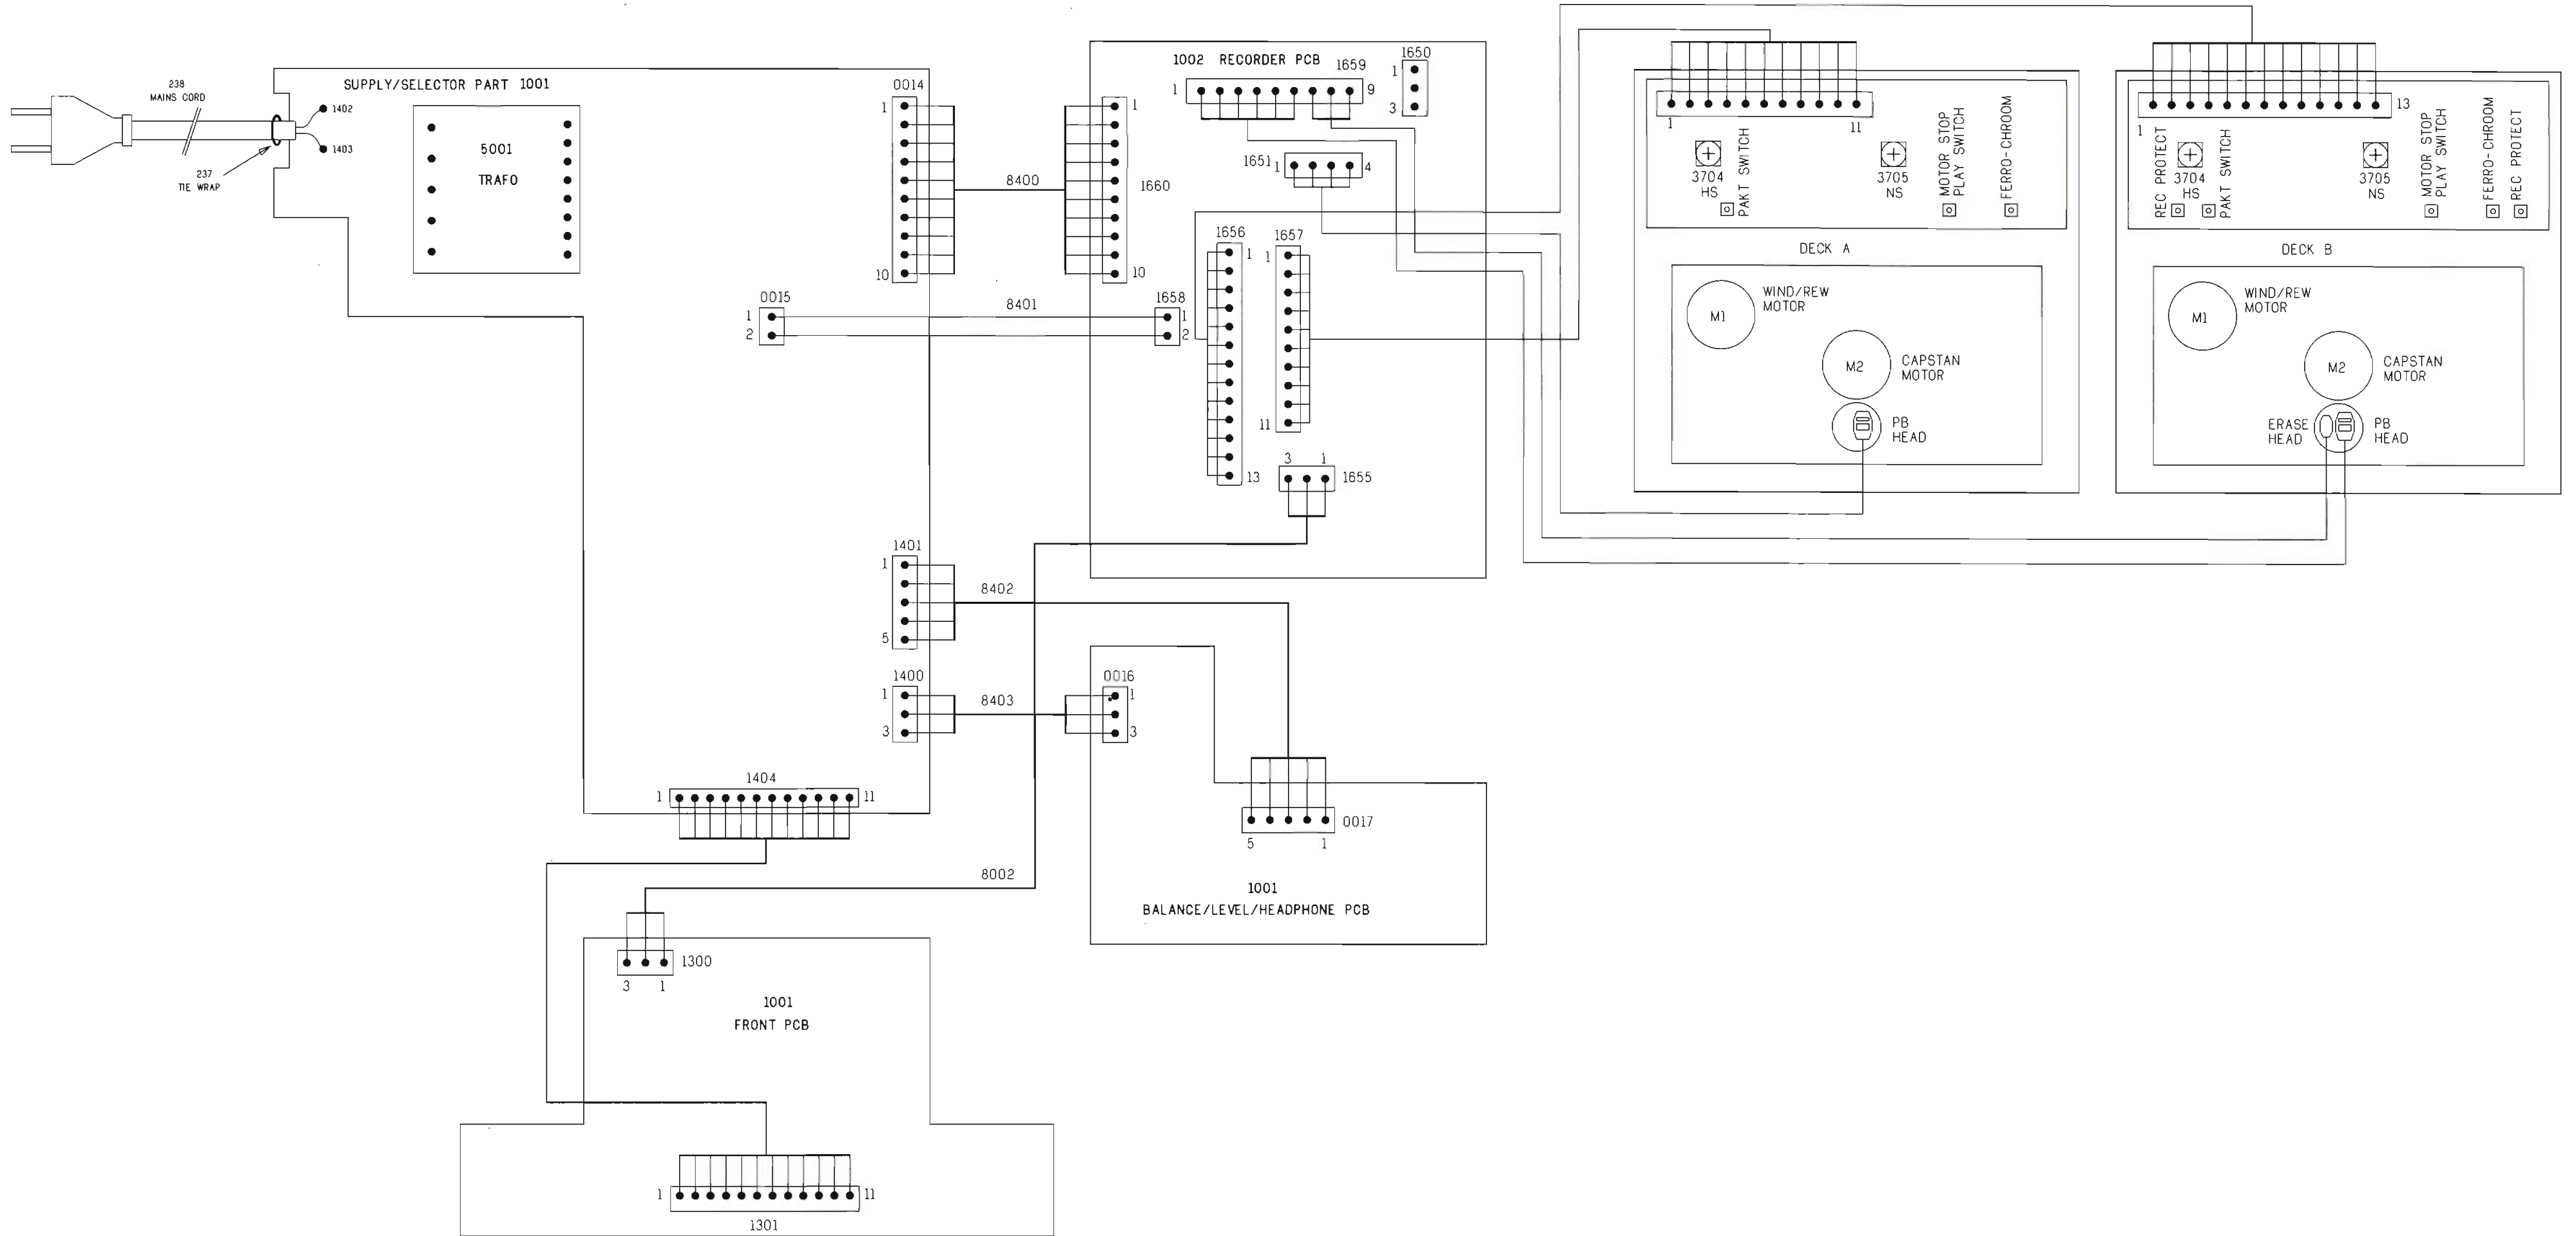 238
MAINS CORD
237
TIE WRAP
1402
1403
SUPPLY/SELECTOR PART 1001
5001
TRAFO
0014
1
10
8400
1
1660
10
0015
1
2
8401
1658
1
2
1002 RECORDER PCB
1659
1
9
1650
1
3
1651
1
4
1656
1
13
1657
1
11
3
1
1655
1
11
3704
HS
PAKT SWITCH
3705
NS
MOTOR STOP
PLAY SWITCH
FERRO-CHROOM
DECK A
M1
WIND/REW
MOTOR
M2
CAPSTAN
MOTOR
PB
HEAD
1
13
REC PROTECT
3704
HS
PAKT SWITCH
3705
NS
MOTOR STOP
PLAY SWITCH
FERRO-CHROOM
REC PROTECT
DECK B
M1
WIND/REW
MOTOR
M2
CAPSTAN
MOTOR
ERASE
HEAD
PB
HEAD
1401
1
5
8402
1400
1
3
8403
0016
1
3
1404
1
11
0017
5
1
1001
BALANCE/LEVEL/HEADPHONE PCB
8002
1300
3
1
1001
FRONT PCB
1
11
1301